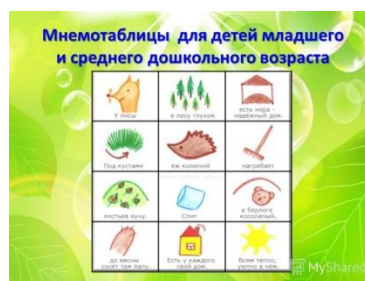 Мнемотаблицы для детей младшего
и среднего дошкольного возраста
У лисы
в лесу глухом
есть нора -
надёжный дом.
Под кустами
ёж колючий
нагребает
листьев кучу.
Спит
в берлоге
косолапый,
до весны
сосёт там лапу.
Есть у каждого
свой дом.
Всем тепло,
уютно в нём.
MyShared